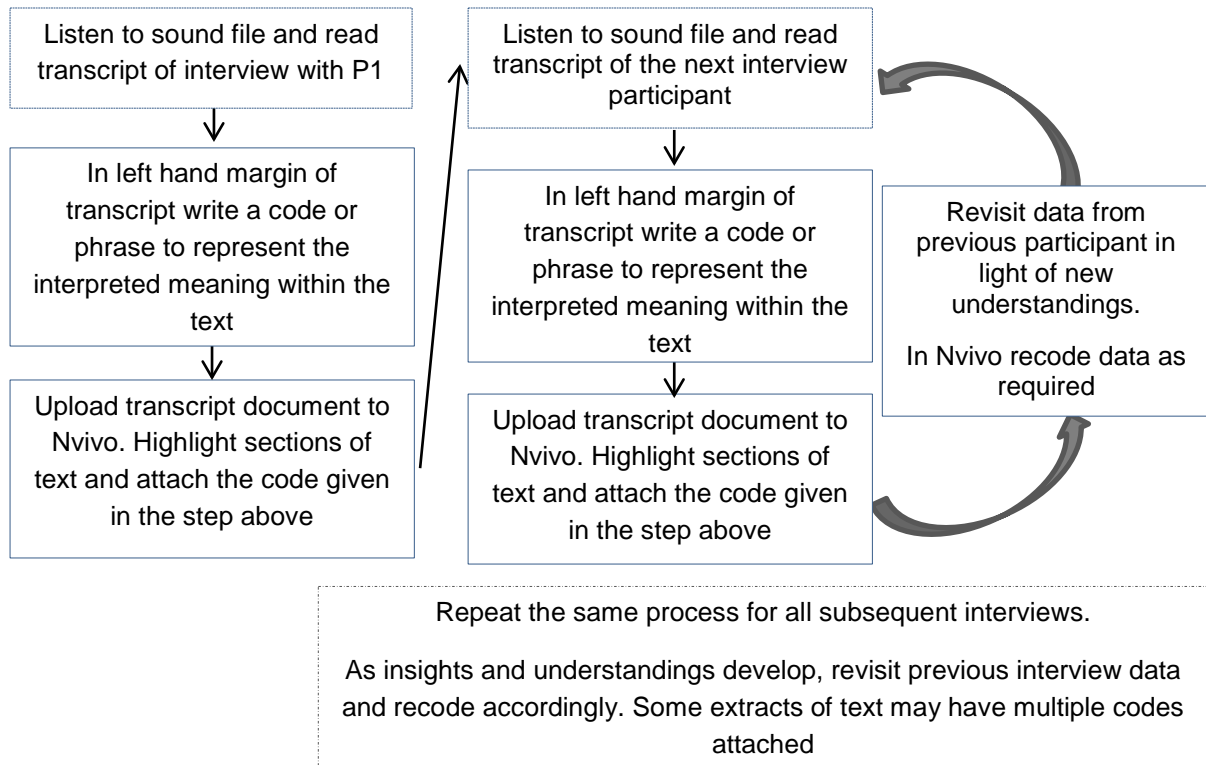 Listen to sound file and read
transcript of interview with P1
In left hand margin of
transcript write a code or
phrase to represent the
interpreted meaning within the
text
Upload transcript document to
Nvivo. Highlight sections of
text and attach the code given
in the step above
Listen to sound file and read
transcript of the next interview
participant
In left hand margin of
transcript write a code or
phrase to represent the
interpreted meaning within the
text
Upload transcript document to
Nvivo. Highlight sections of
text and attach the code given
in the step above
Revisit data from
previous participant in
light of new
understandings.
In Nvivo recode data as
required
Repeat the same process for all subsequent interviews.
As insights and understandings develop, revisit previous interview data
and recode accordingly. Some extracts of text may have multiple codes
attached